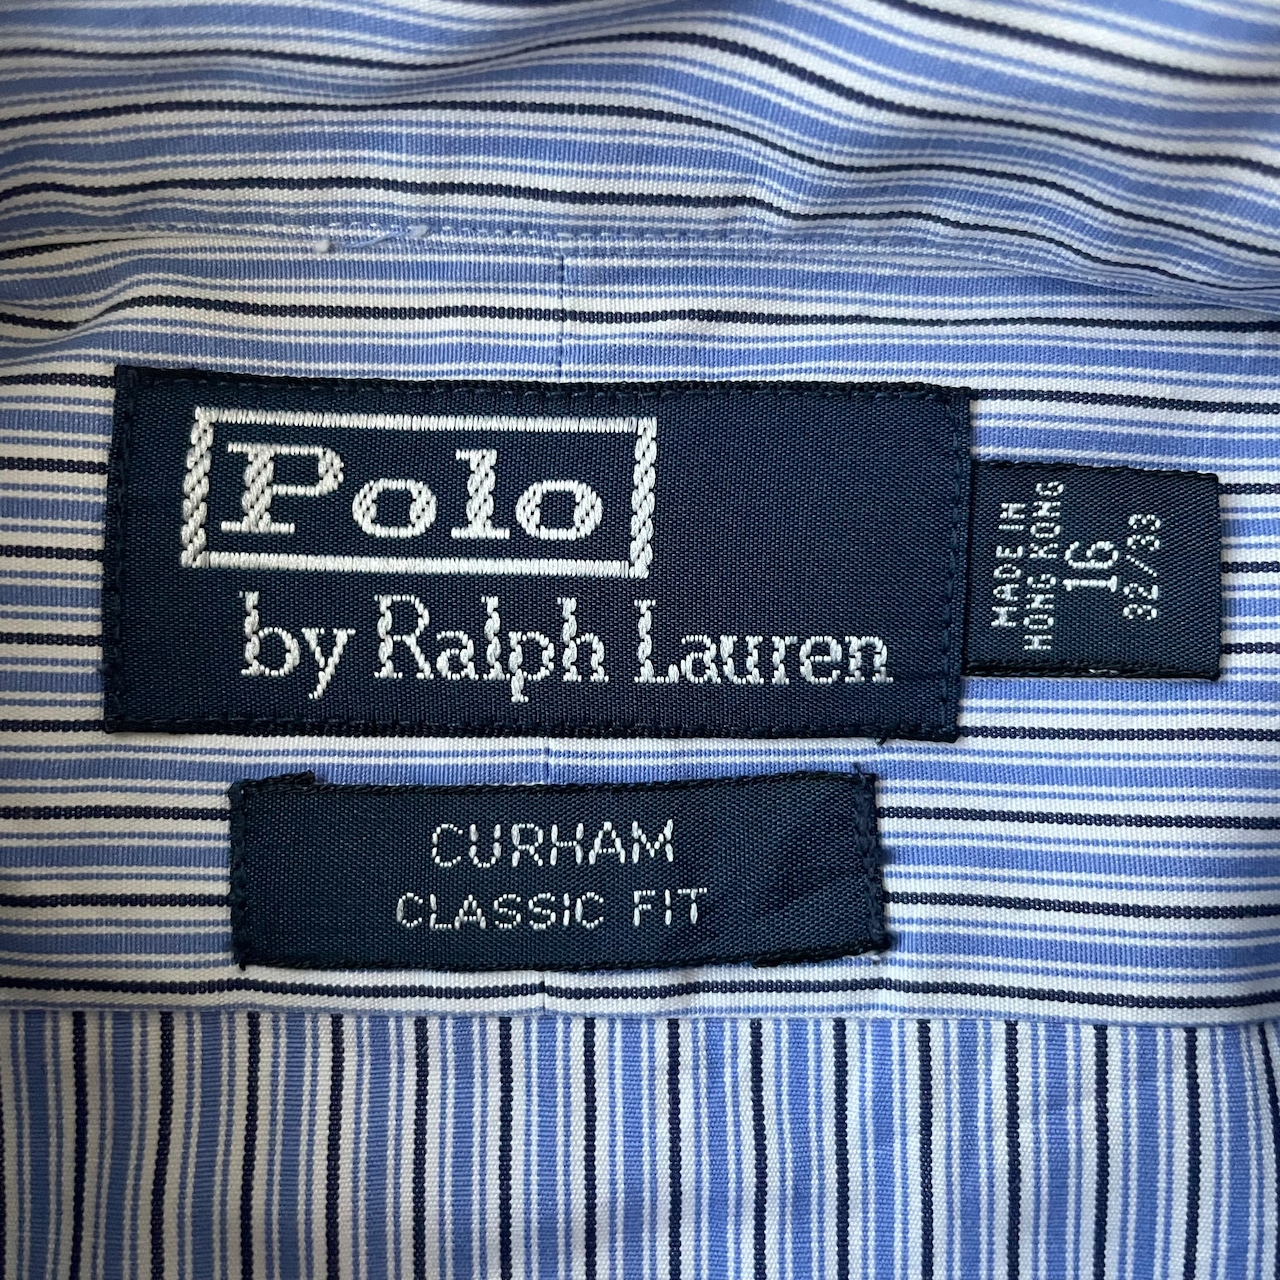 Polo
by Ralph Lauren
MADE IN
HONG KONG
16
32/33
CURHAM
CLASSIC FIT